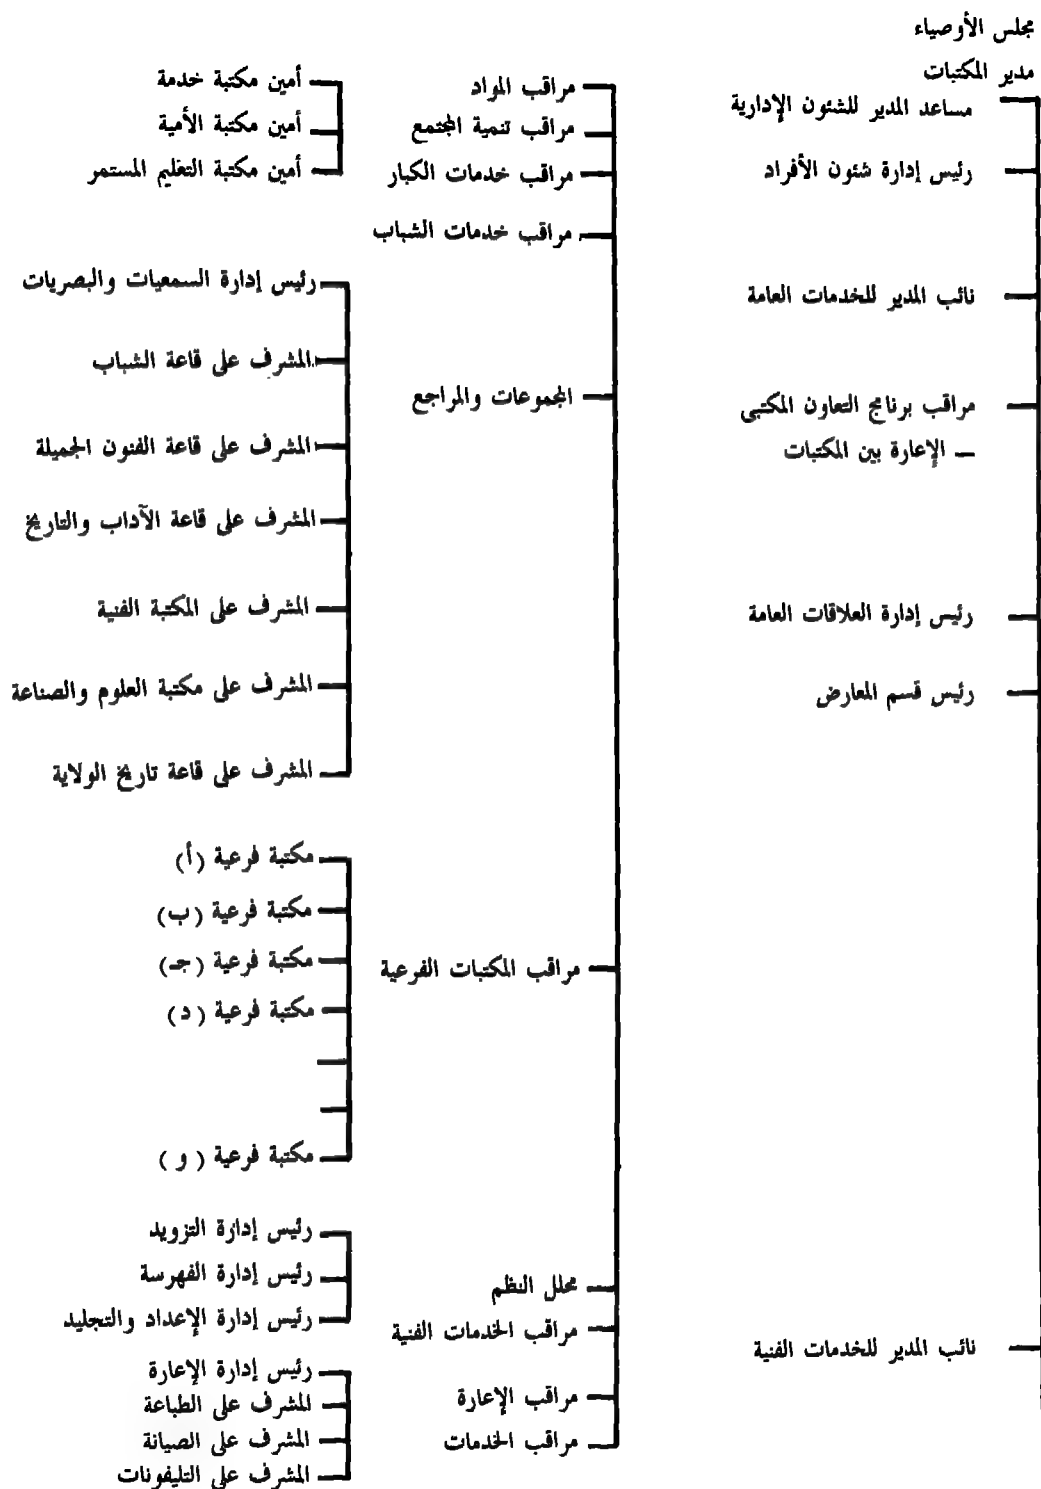 مجلس الأوصياء
مدير المكتبات
مساعد المدير للشئون الإدارية
رئيس إدارة شئون الأفراد
نائب المدير للخدمات العامة
مراقب برنامج التعاون المكتبى
— الإعارة بين المكتبات
رئيس إدارة العلاقات العامة
رئيس قسم المعارض
نائب المدير للخدمات الفنية
مراقب المواد
مراقب تنمية المجتمع
مراقب خدمات الكبار
مراقب خدمات الشباب
المجموعات والمراجع
مراقب المكتبات الفرعية
محلل النظم
مراقب الخدمات الفنية
مراقب الإعارة
مراقب الخدمات
أمين مكتبة خدمة
أمين مكتبة الأمية
أمين مكتبة التعليم المستمر
رئيس إدارة السمعيات والبصريات
المشرف على قاعة الشباب
المشرف على قاعة الفنون الجميلة
المشرف على قاعة الآداب والتاريخ
المشرف على المكتبة الفنية
المشرف على مكتبة العلوم والصناعة
المشرف على قاعة تاريخ الولاية
مكتبة فرعية (أ)
مكتبة فرعية (ب)
مكتبة فرعية (جـ)
مكتبة فرعية (د)
مكتبة فرعية (و)
رئيس إدارة التزويد
رئيس إدارة الفهرسة
رئيس إدارة الإعداد والتجليد
رئيس إدارة الإعارة
المشرف على الطباعة
المشرف على الصيانة
المشرف على التليفونات